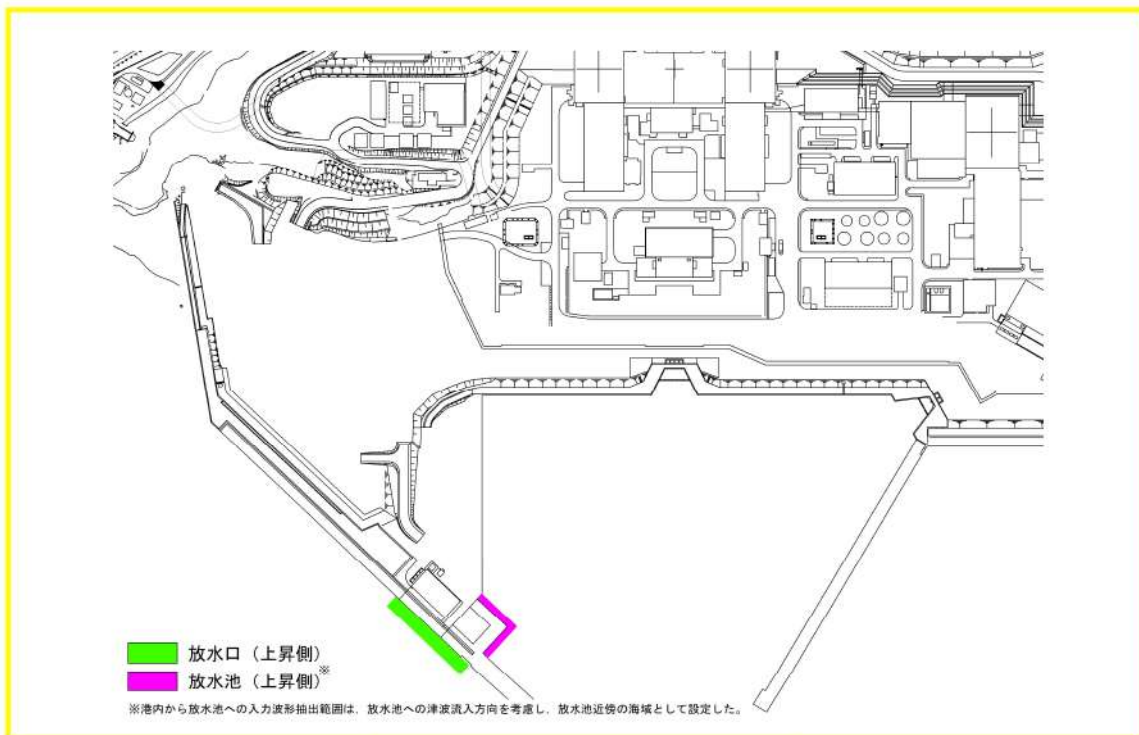 放水口（上昇側）
放水池（上昇側）※
※港内から放水池への入力波形抽出範囲は，放水池への津波流入方向を考慮し，放水池近傍の海域として設定した。